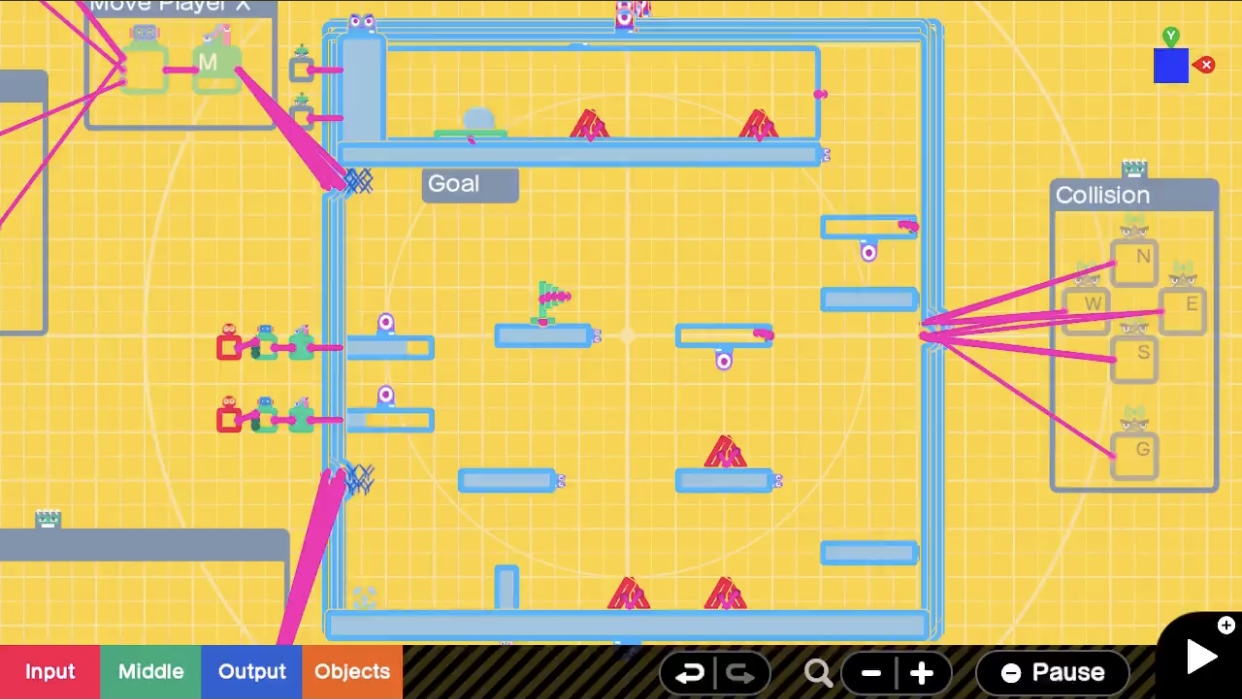 Move Player X
M
Y
X
Goal
Collision
N
W
E
S
G
Input
Middle
Output
Objects
Pause